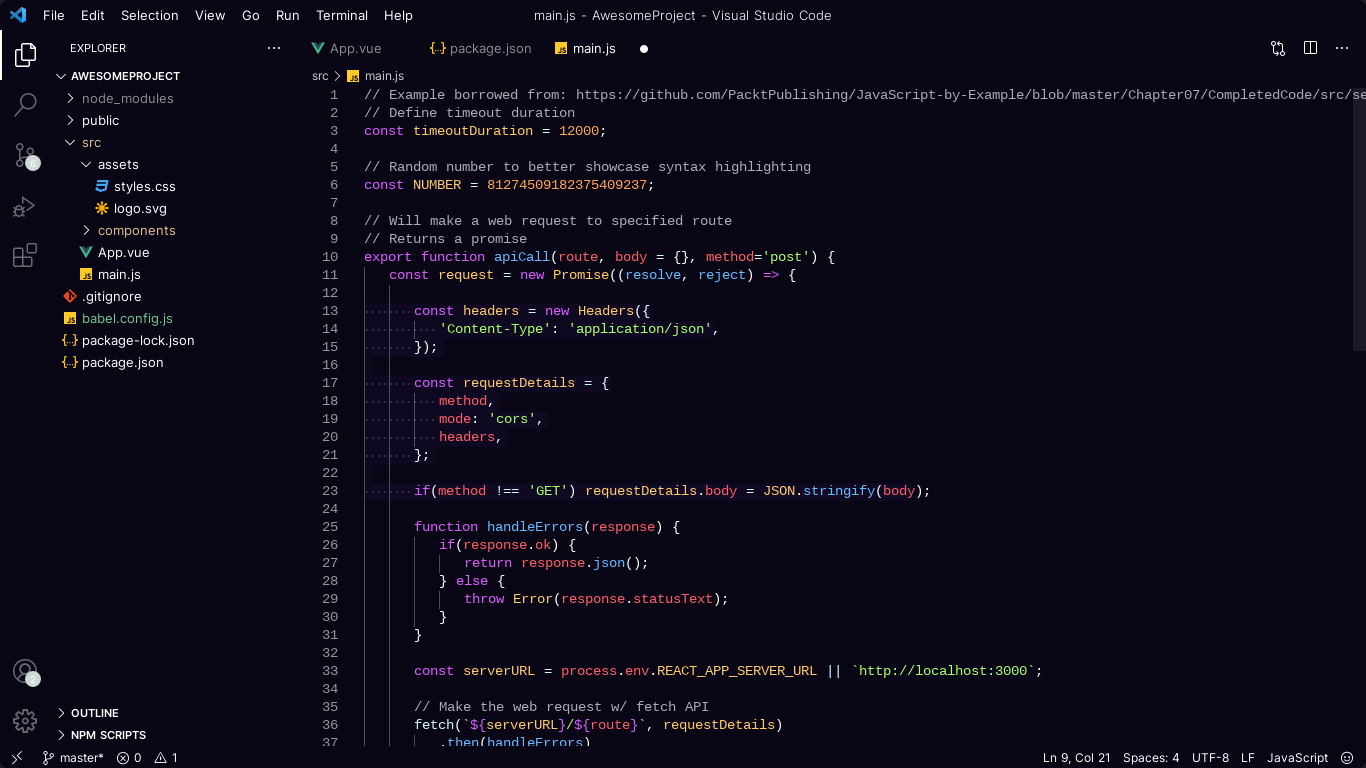 File Edit Selection View Go Run Terminal Help
main.js - AwesomeProject - Visual Studio Code
EXPLORER
App.vue
package.json
main.js
AWESOMEPROJECT
node_modules
public
src
assets
styles.css
logo.svg
components
App.vue
main.js
.gitignore
babel.config.js
package-lock.json
package.json
OUTLINE
NPM SCRIPTS
6
2
src > main.js
1 // Example borrowed from: https://github.com/PacktPublishing/JavaScript-by-Example/blob/master/Chapter07/CompletedCode/src/se
2 // Define timeout duration
3 const timeoutDuration = 12000;
4
5 // Random number to better showcase syntax highlighting
6 const NUMBER = 81274509182375409237;
7
8 // Will make a web request to specified route
9 // Returns a promise
10 export function apiCall(route, body = {}, method='post') {
11 const request = new Promise((resolve, reject) => {
12
13 const headers = new Headers({
14 'Content-Type': 'application/json',
15 });
16
17 const requestDetails = {
18 method,
19 mode: 'cors',
20 headers,
21 };
22
23 if(method !== 'GET') requestDetails.body = JSON.stringify(body);
24
25 function handleErrors(response) {
26 if(response.ok) {
27 return response.json();
28 } else {
29 throw Error(response.statusText);
30 }
31 }
32
33 const serverURL = process.env.REACT_APP_SERVER_URL || `http://localhost:3000`;
34
35 // Make the web request w/ fetch API
36 fetch(`${serverURL}/${route}`, requestDetails)
37 .then(handleErrors)
master* 0 1
Ln 9, Col 21 Spaces: 4 UTF-8 LF JavaScript